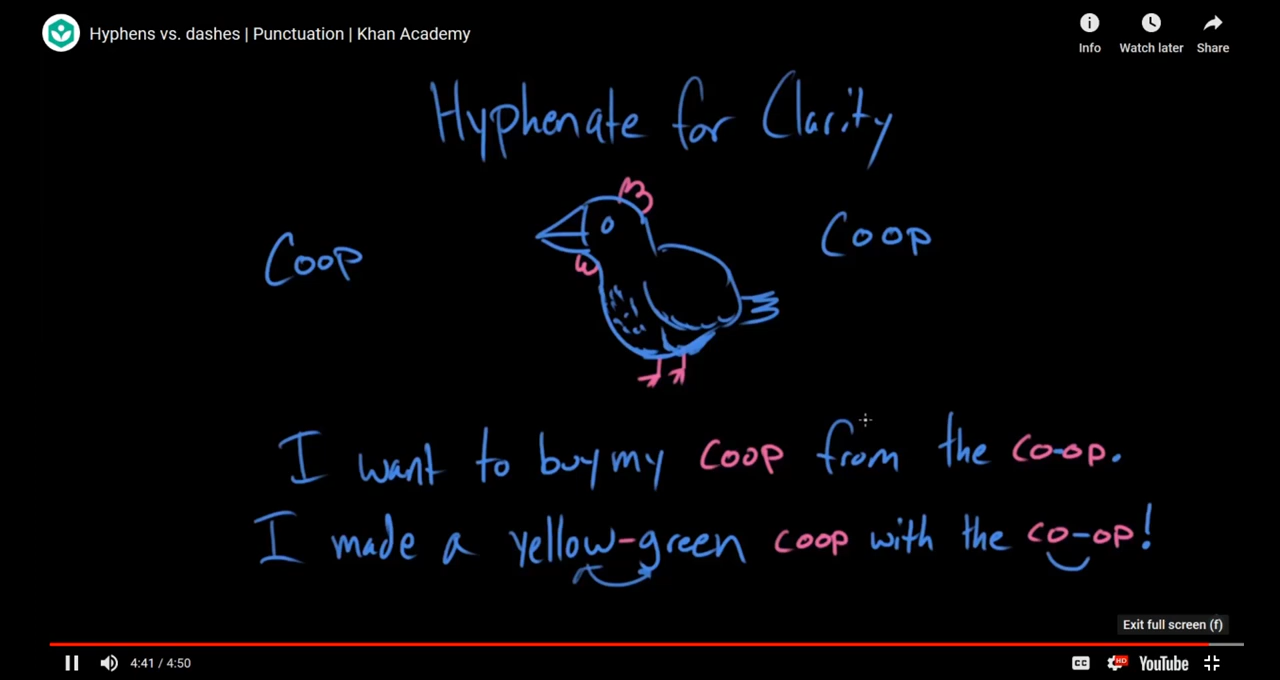 Hyphens vs. dashes | Punctuation | Khan Academy
Info
Watch later
Share
Hyphenate for Clarity
Coop
Coop
I want to buy my coop from the co-op.
I made a yellow-green coop with the co-op!
Exit full screen (f)
4:41 / 4:50
CC
HD
YouTube